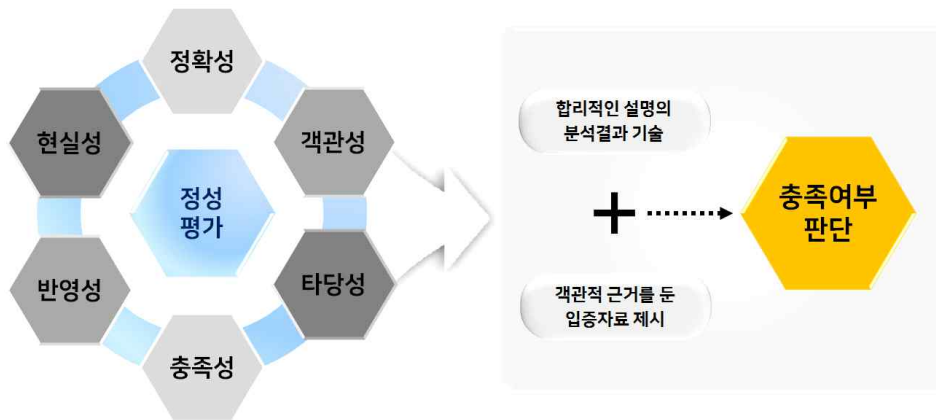 정확성
현실성
객관성
정성
평가
반영성
타당성
충족성
합리적인 설명의
분석결과 기술
+
객관적 근거를 둔
입증자료 제시
충족여부
판단